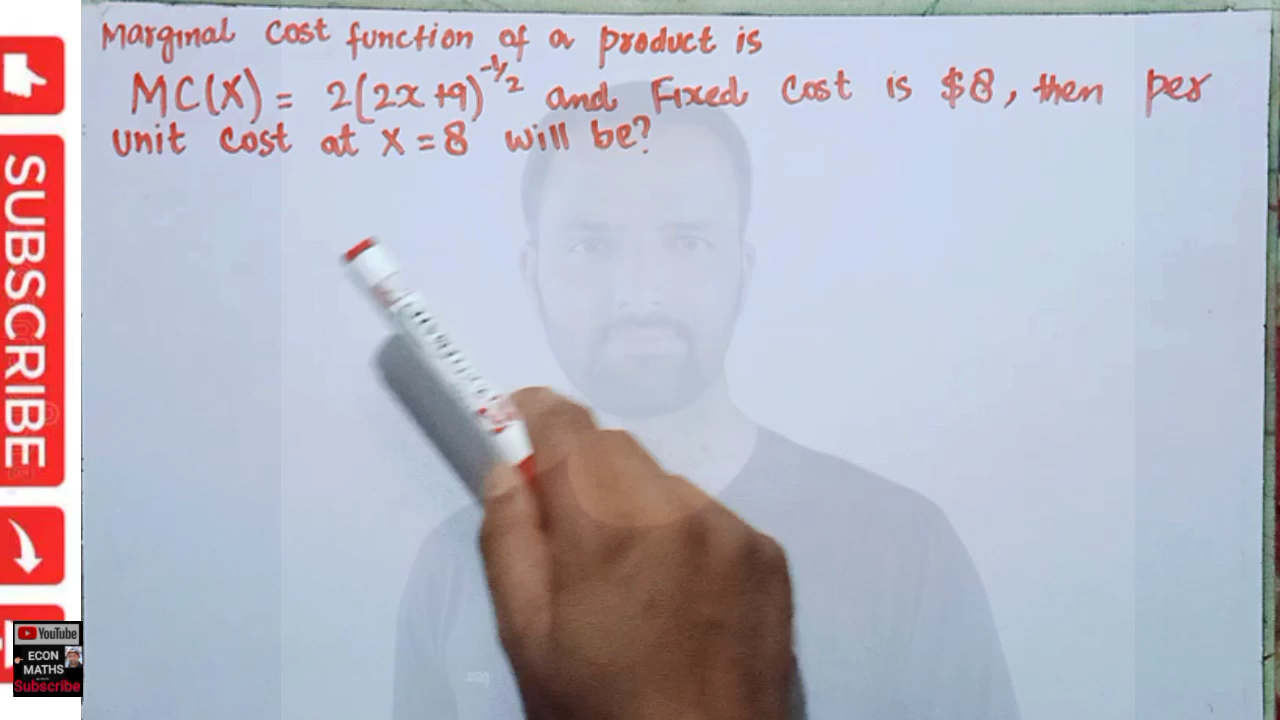 Marginal Cost function of a product is
MC(X) = 2(2x+9)^-1/2 and Fixed Cost is $8, then per
unit Cost at X = 8 will be?
SUBSCRIBE
YouTube
ECON
MATHS
Subscribe